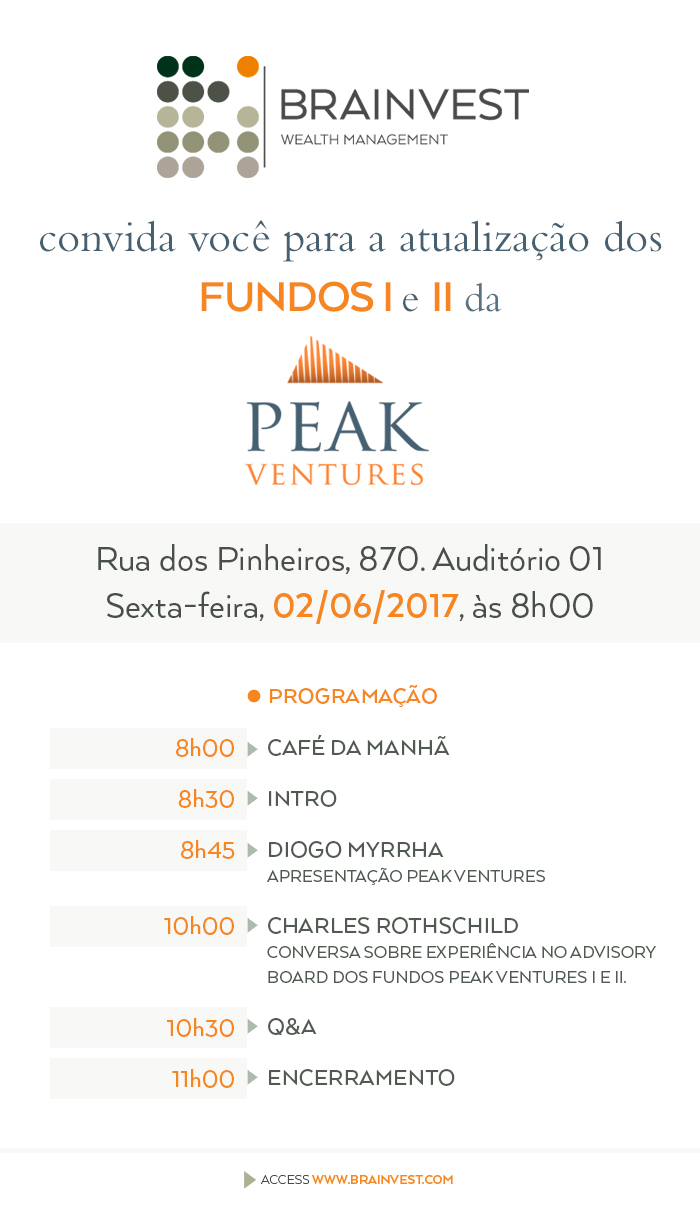 BRAINVEST
WEALTH MANAGEMENT
convida você para a atualização dos
FUNDOS I e II da
PEAK
VENTURES
Rua dos Pinheiros, 870. Auditório 01
Sexta-feira, 02/06/2017, às 8h00
PROGRAMAÇÃO
8h00 CAFÉ DA MANHÃ
8h30 INTRO
8h45 DIOGO MYRRHA
APRESENTAÇÃO PEAK VENTURES
10h00 CHARLES ROTHSCHILD
CONVERSA SOBRE EXPERIÊNCIA NO ADVISORY
BOARD DOS FUNDOS PEAK VENTURES I E II.
10h30 Q&A
11h00 ENCERRAMENTO
ACCESS WWW.BRAINVEST.COM